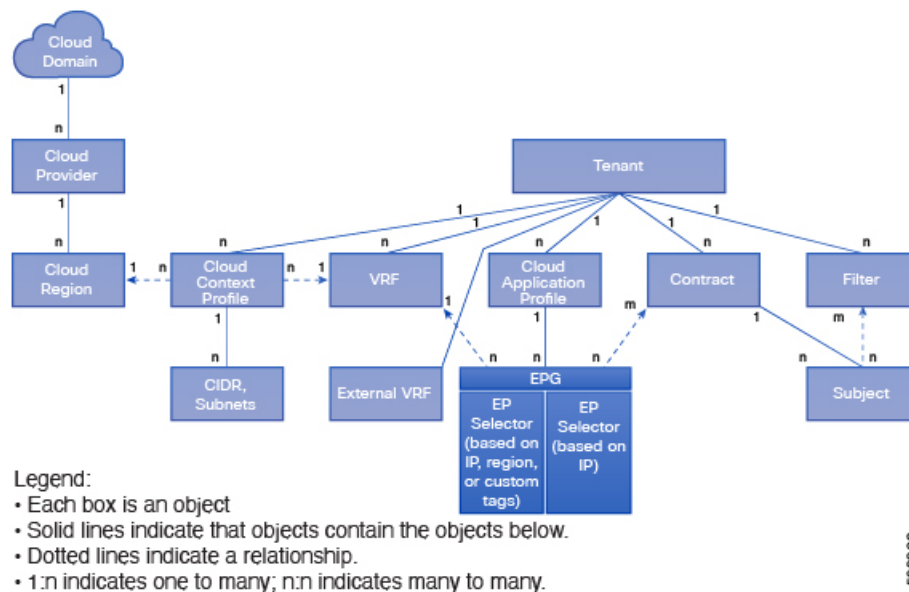 Cloud
Domain
1
n
Cloud
Provider
Tenant
1
1
1
1
1
1
n
n
n
n
n
n
Cloud
Region
1
n
Cloud
Context
Profile
n
1
VRF
Cloud
Application
Profile
Contract
Filter
1
1
1
m
1
m
n
n
n
n
n
n
CIDR,
Subnets
External VRF
EPG
EP
Selector
(based on
IP, region,
or custom
tags)
EP
Selector
(based on
IP)
Subject
Legend:
• Each box is an object
• Solid lines indicate that objects contain the objects below.
• Dotted lines indicate a relationship.
• 1:n indicates one to many; n:n indicates many to many.